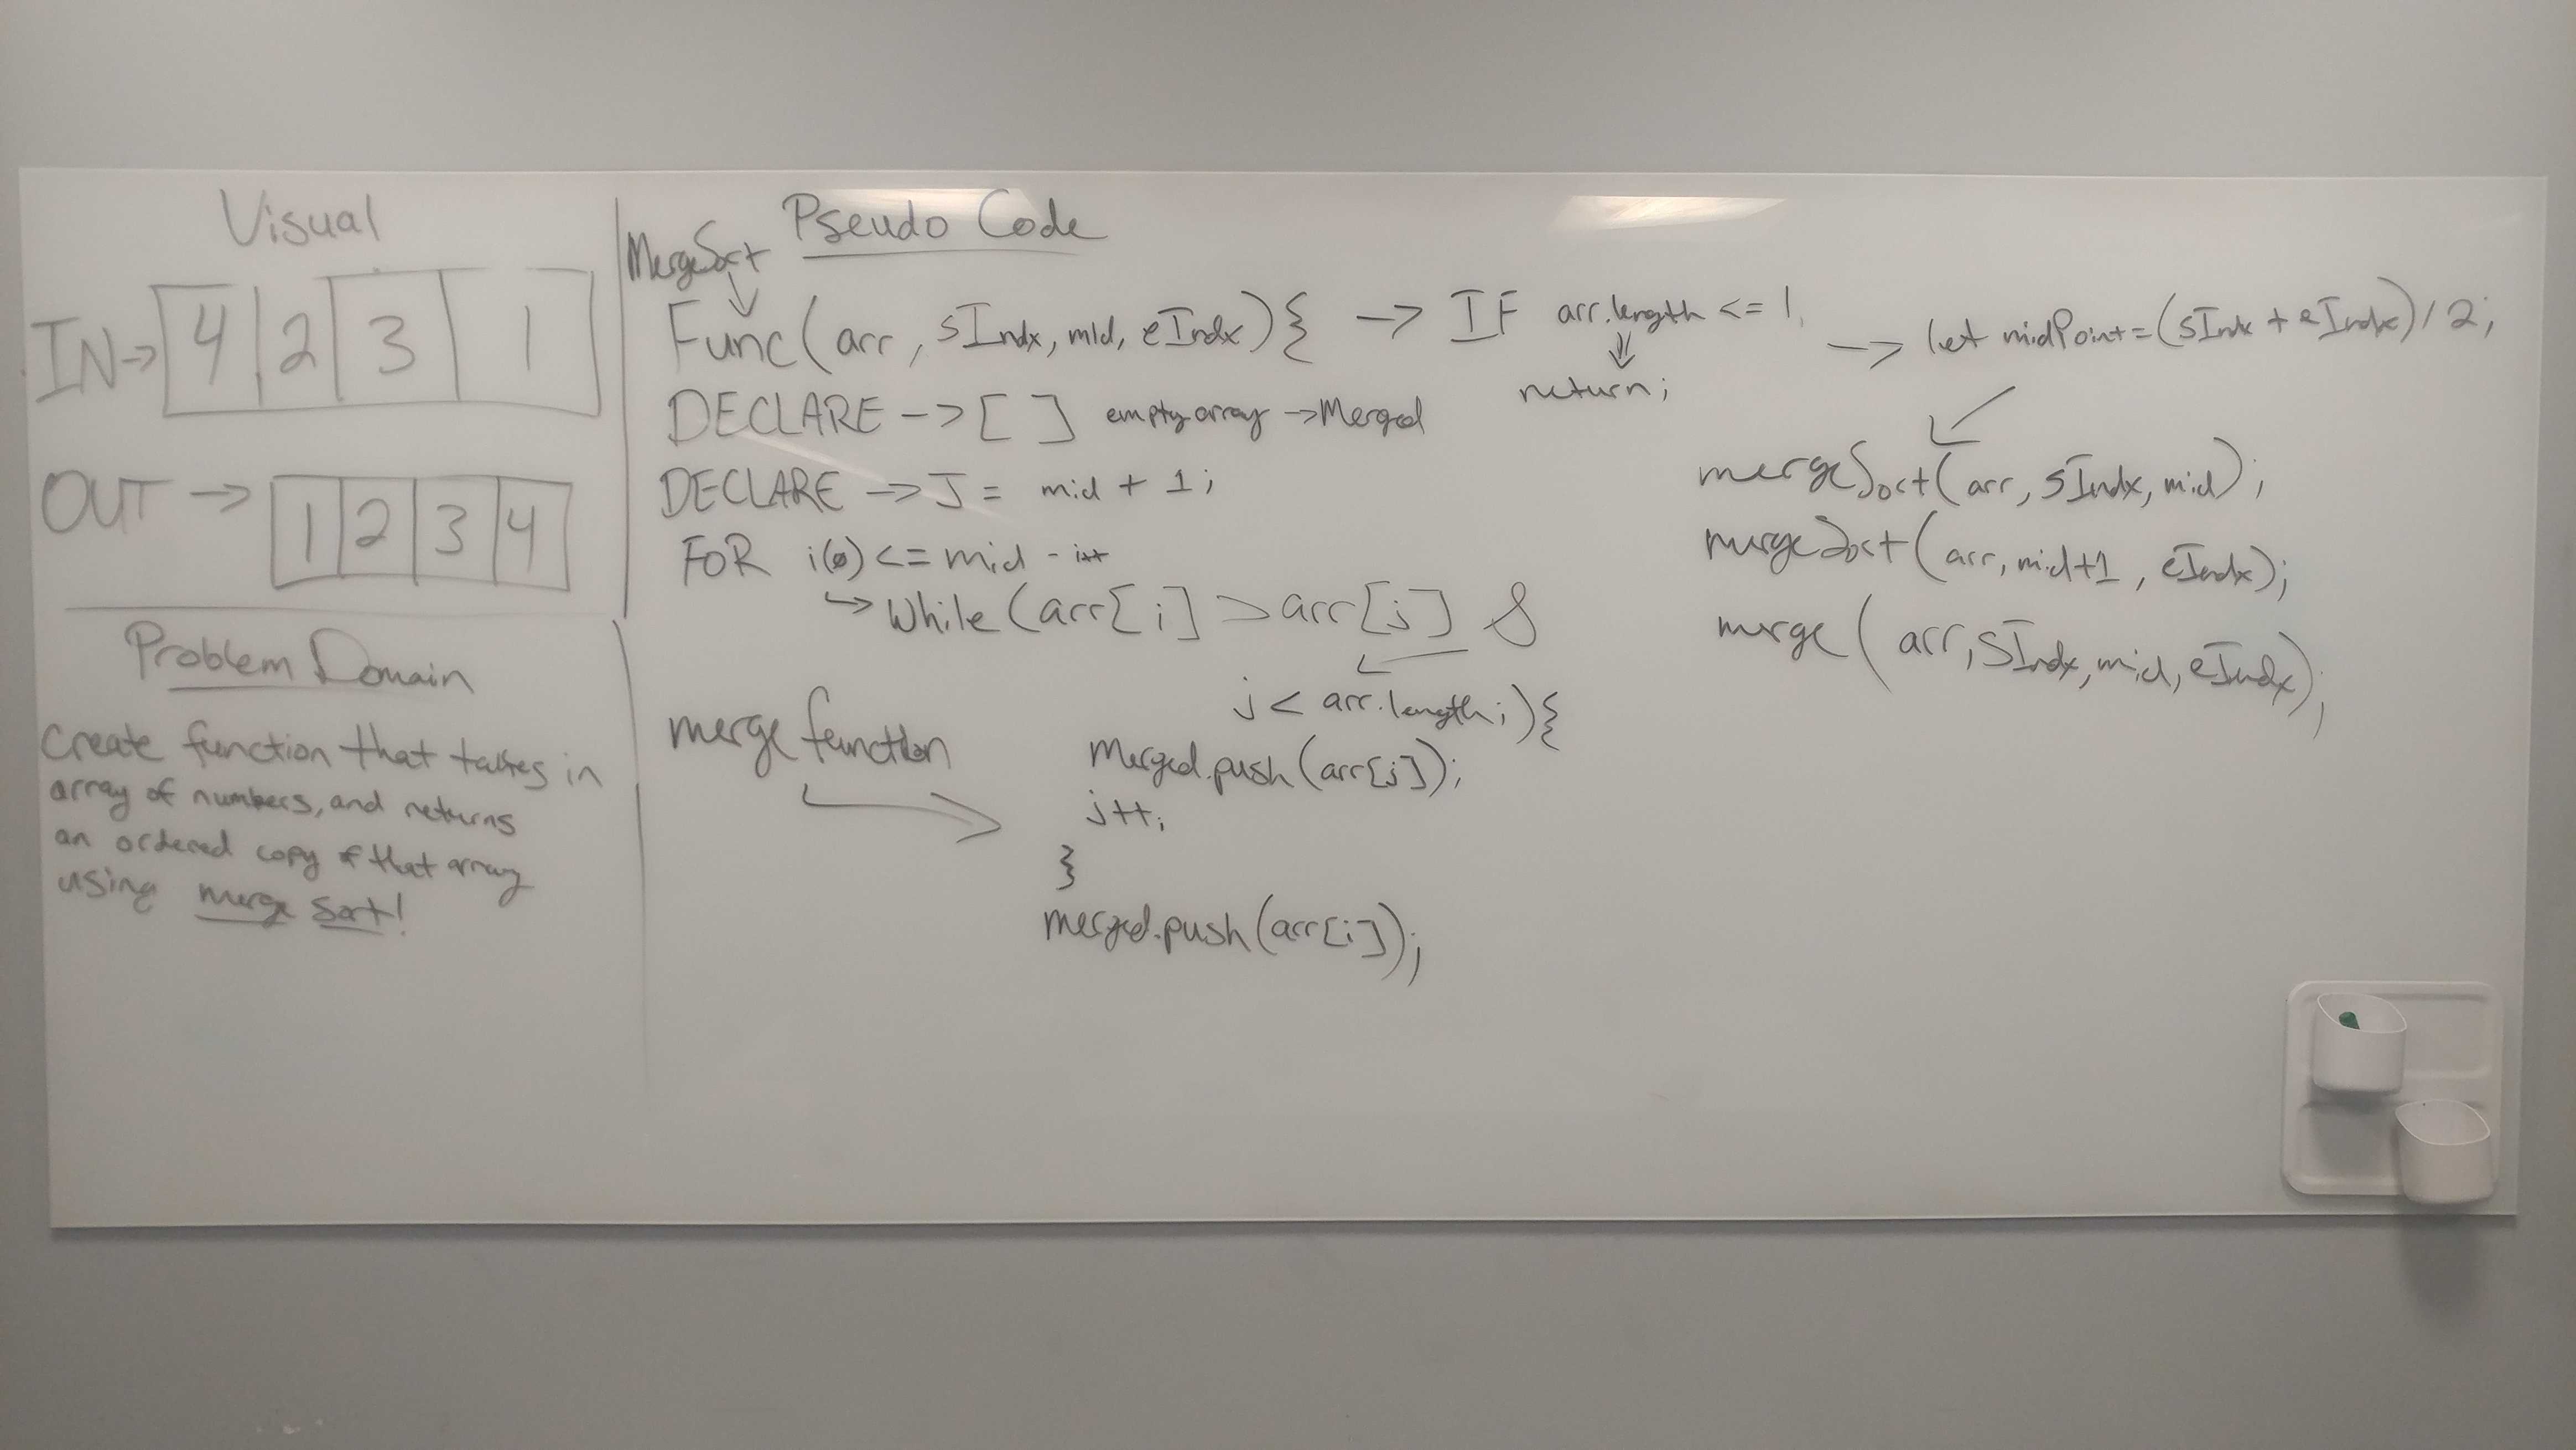 Visual
IN→ 4 2 3 1
OUT → 1 2 3 4
Problem Domain
Create function that takes in
array of numbers, and returns
an ordered copy of that array
using merge sort!
Pseudo Code
MergeSort
Func(arr, sIndx, mid, eIndx){ → IF arr.length <= 1
return;
DECLARE -> [ ] empty array -> Merged
DECLARE -> J = mid + 1;
FOR i(0) <= mid - i++
↳ While (arr[i] > arr[j] &
j < arr.length;){
merge function
Merged.push(arr[j]);
j++;
}
merged.push(arr[i]);
→ let midPoint=(sIndx + eIndx)/2;
mergeSort(arr, sIndx, mid);
mergeSort(arr, mid+1, eIndx);
merge(arr, sIndx, mid, eIndx);